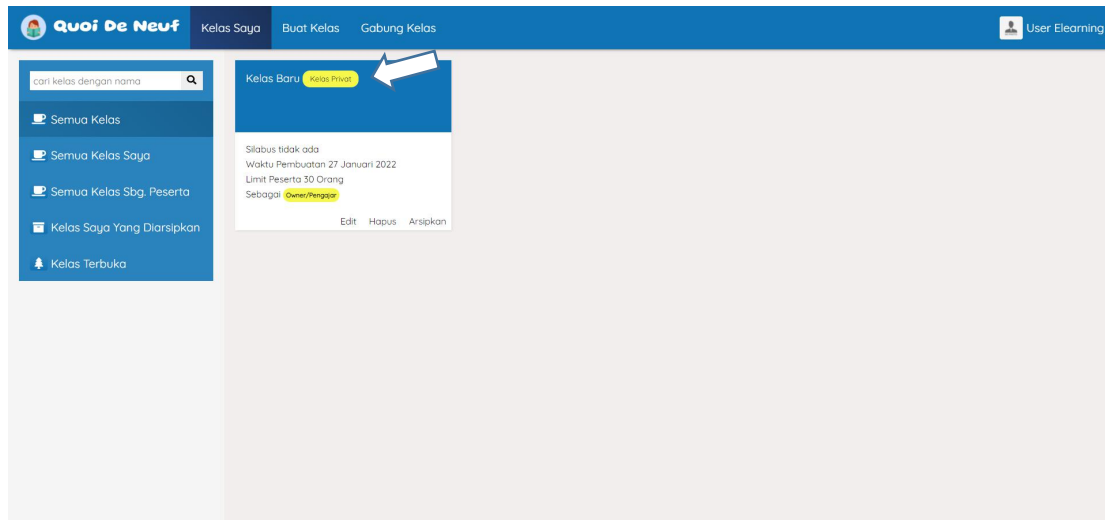 Quoi De Neuf Kelas Saya Buat Kelas Gabung Kelas User Elearning
cari kelas dengan nama
Semua Kelas
Semua Kelas Saya
Semua Kelas Sbg. Peserta
Kelas Saya Yang Diarsipkan
Kelas Terbuka
Kelas Baru Kelas Privat
Silabus tidak ada
Waktu Pembuatan 27 Januari 2022
Limit Peserta 30 Orang
Sebagai Owner/Pengajar
Edit Hapus Arsipkan